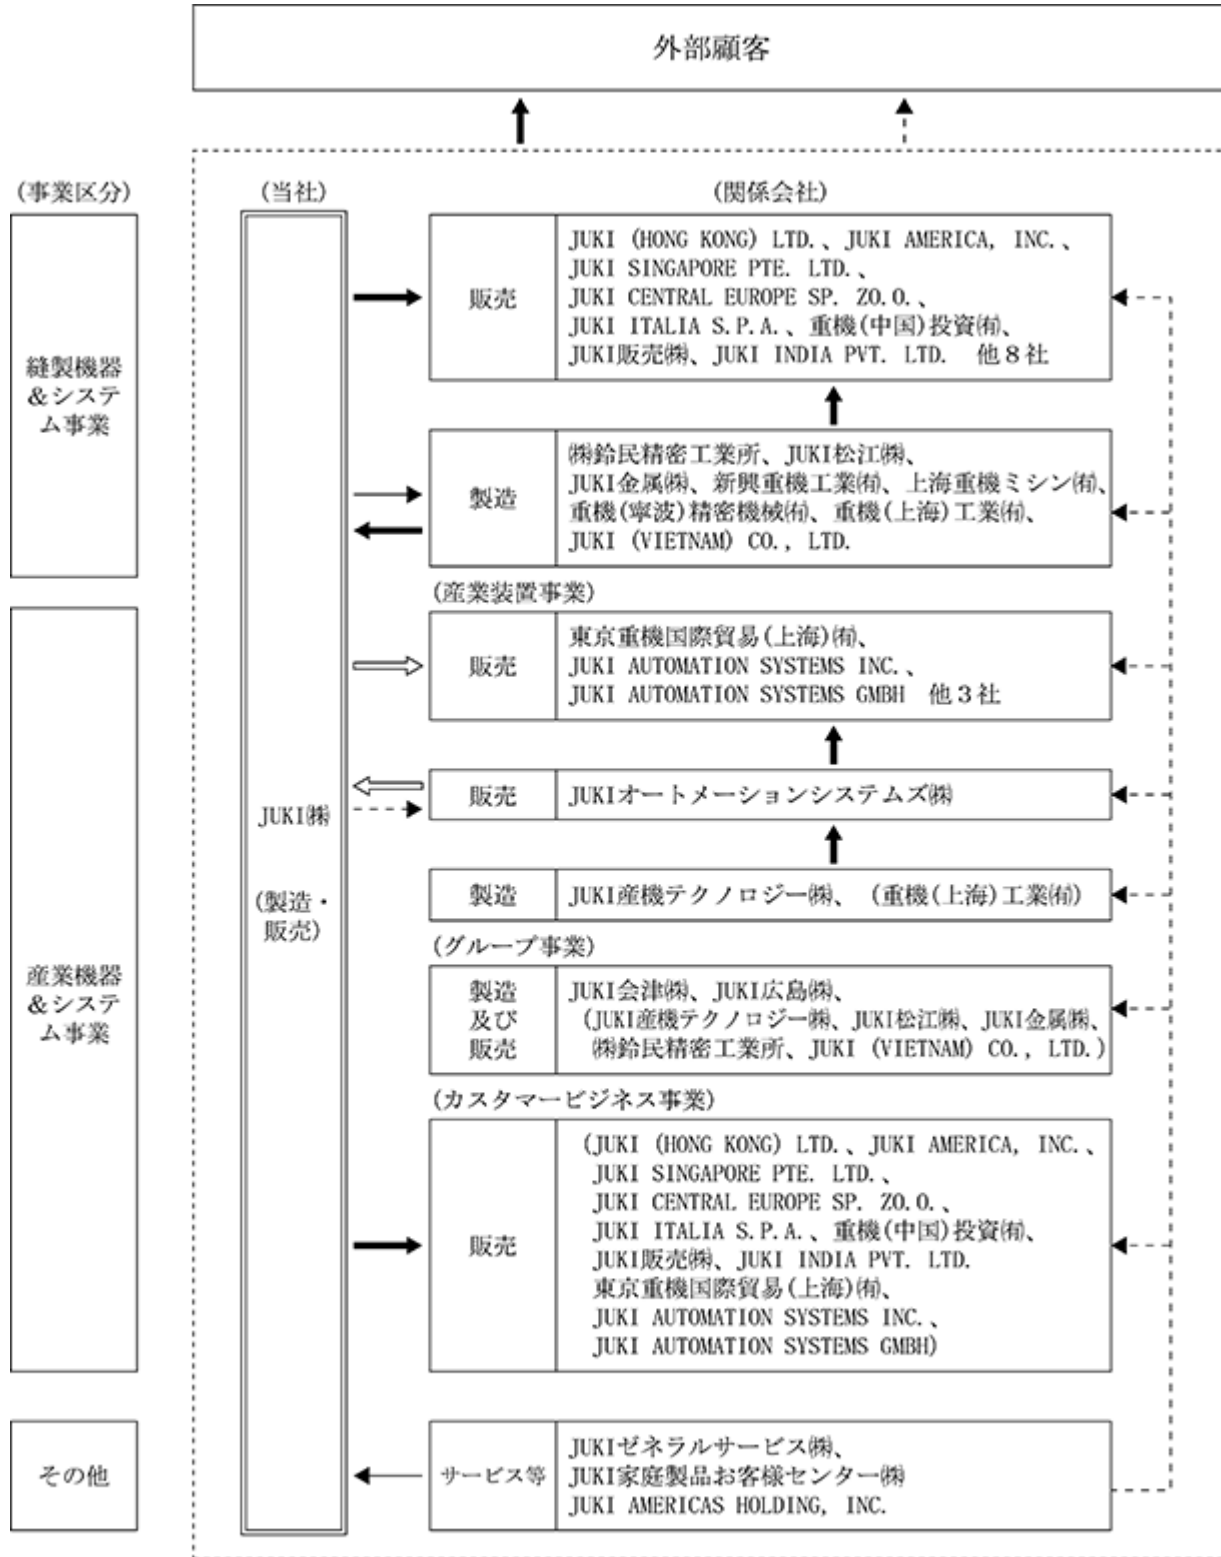 外部顧客
(事業区分)
(当社)
(関係会社)
縫製機器
&システ
ム事業
産業機器
&システ
ム事業
その他
JUKI㈱
(製造・
販売)
販売
JUKI (HONG KONG) LTD.、JUKI AMERICA, INC.、
JUKI SINGAPORE PTE. LTD.、
JUKI CENTRAL EUROPE SP. ZO.O.、
JUKI ITALIA S.P.A.、重機(中国)投資㈲、
JUKI販売㈱、JUKI INDIA PVT. LTD. 他8社
製造
㈱鈴民精密工業所、JUKI松江㈱、
JUKI金属㈱、新興重機工業㈲、上海重機ミシン㈲、
重機(寧波)精密機械㈲、重機(上海)工業㈲、
JUKI (VIETNAM) CO., LTD.
(産業装置事業)
販売
東京重機国際貿易(上海)㈲、
JUKI AUTOMATION SYSTEMS INC.、
JUKI AUTOMATION SYSTEMS GMBH 他3社
販売
JUKIオートメーションシステムズ㈱
製造
JUKI産機テクノロジー㈱、(重機(上海)工業㈲)
(グループ事業)
製造
及び
販売
JUKI会津㈱、JUKI広島㈱、
(JUKI産機テクノロジー㈱、JUKI松江㈱、JUKI金属㈱、
㈱鈴民精密工業所、JUKI (VIETNAM) CO., LTD.)
(カスタマービジネス事業)
販売
(JUKI (HONG KONG) LTD.、JUKI AMERICA, INC.、
JUKI SINGAPORE PTE. LTD.、
JUKI CENTRAL EUROPE SP. ZO.O.、
JUKI ITALIA S.P.A.、重機(中国)投資㈲、
JUKI販売㈱、JUKI INDIA PVT. LTD.
東京重機国際貿易(上海)㈲、
JUKI AUTOMATION SYSTEMS INC.、
JUKI AUTOMATION SYSTEMS GMBH)
サービス等
JUKIゼネラルサービス㈱、
JUKI家庭製品お客様センター㈱
JUKI AMERICAS HOLDING, INC.